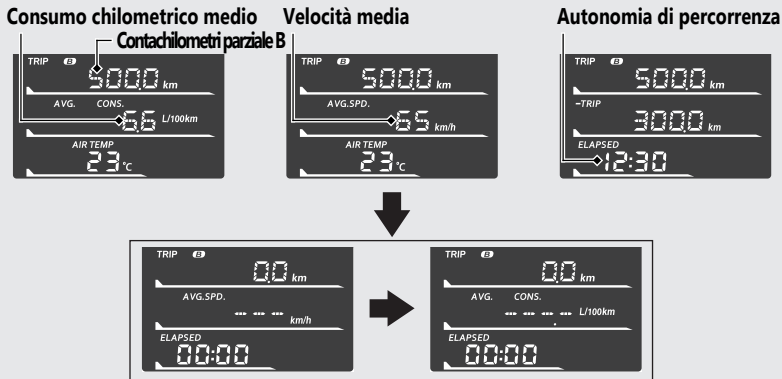 Consumo chilometrico medio
Velocità media
Autonomia di percorrenza
Contachilometri parziale B
TRIP B
500.0 km
AVG. CONS.
6.6 L/100km
AIR TEMP
23 °C
TRIP B
500.0 km
AVG.SPD.
65 km/h
AIR TEMP
23 °C
TRIP B
500.0 km
-TRIP
300.0 km
ELAPSED
12:30
TRIP B
0.0 km
AVG.SPD.
--- km/h
ELAPSED
00:00
TRIP B
0.0 km
AVG. CONS.
---.- L/100km
ELAPSED
00:00